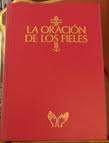 LA ORACIÓN
DE LOS FIELES